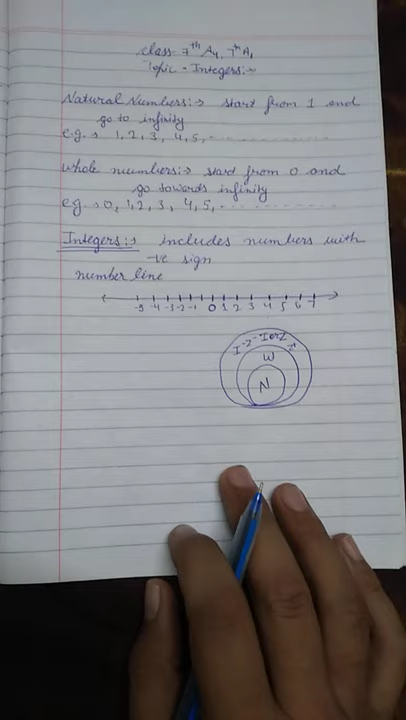 class- 7th A4, 7th A1
Topic - Integers:-
Natural Numbers:→ start from 1 and
go to infinity
e.g. → 1, 2, 3, 4, 5, - - - - - - - - - - -
Whole numbers:→ start from 0 and
go towards infinity
eg. → 0, 1, 2, 3, 4, 5, - - - - - - - - - - -
Integers:→ includes numbers with
-ve sign
number line
-5 -4 -3 -2 -1 0 1 2 3 4 5 6 7
W
N